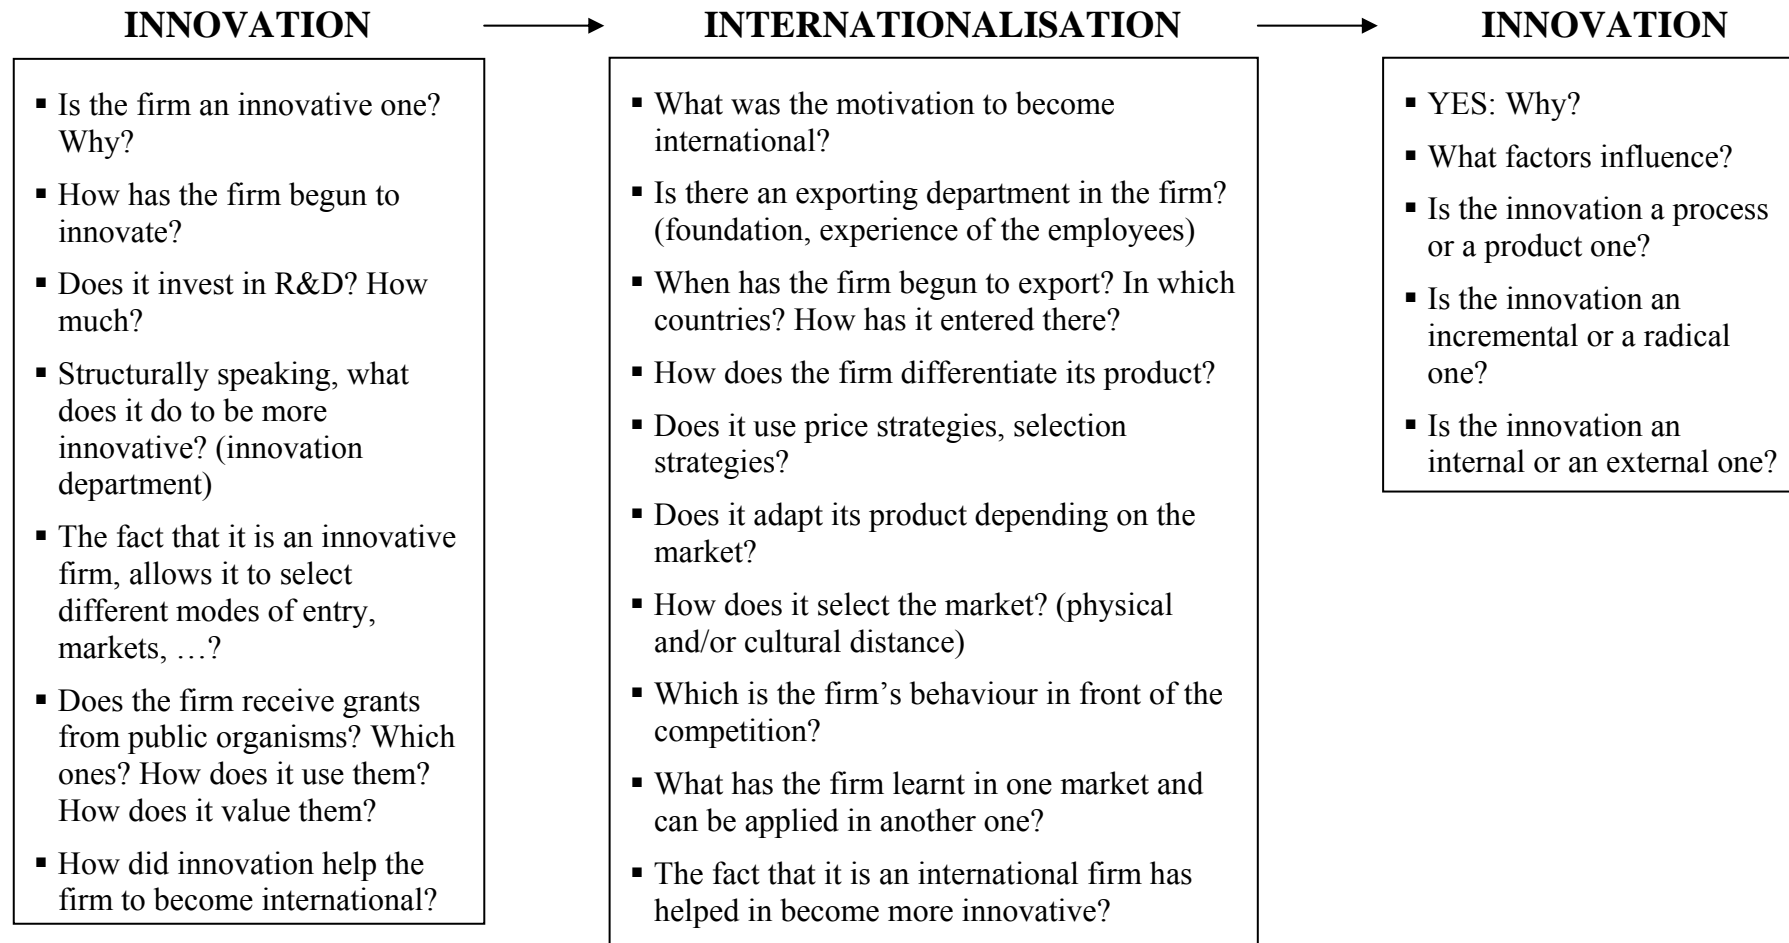 INNOVATION
INTERNATIONALISATION
INNOVATION
▪ Is the firm an innovative one?
Why?
▪ How has the firm begun to
innovate?
▪ Does it invest in R&D? How
much?
▪ Structurally speaking, what
does it do to be more
innovative? (innovation
department)
▪ The fact that it is an innovative
firm, allows it to select
different modes of entry,
markets, …?
▪ Does the firm receive grants
from public organisms? Which
ones? How does it use them?
How does it value them?
▪ How did innovation help the
firm to become international?
▪ What was the motivation to become
international?
▪ Is there an exporting department in the firm?
(foundation, experience of the employees)
▪ When has the firm begun to export? In which
countries? How has it entered there?
▪ How does the firm differentiate its product?
▪ Does it use price strategies, selection
strategies?
▪ Does it adapt its product depending on the
market?
▪ How does it select the market? (physical
and/or cultural distance)
▪ Which is the firm’s behaviour in front of the
competition?
▪ What has the firm learnt in one market and
can be applied in another one?
▪ The fact that it is an international firm has
helped in become more innovative?
▪ YES: Why?
▪ What factors influence?
▪ Is the innovation a process
or a product one?
▪ Is the innovation an
incremental or a radical
one?
▪ Is the innovation an
internal or an external one?